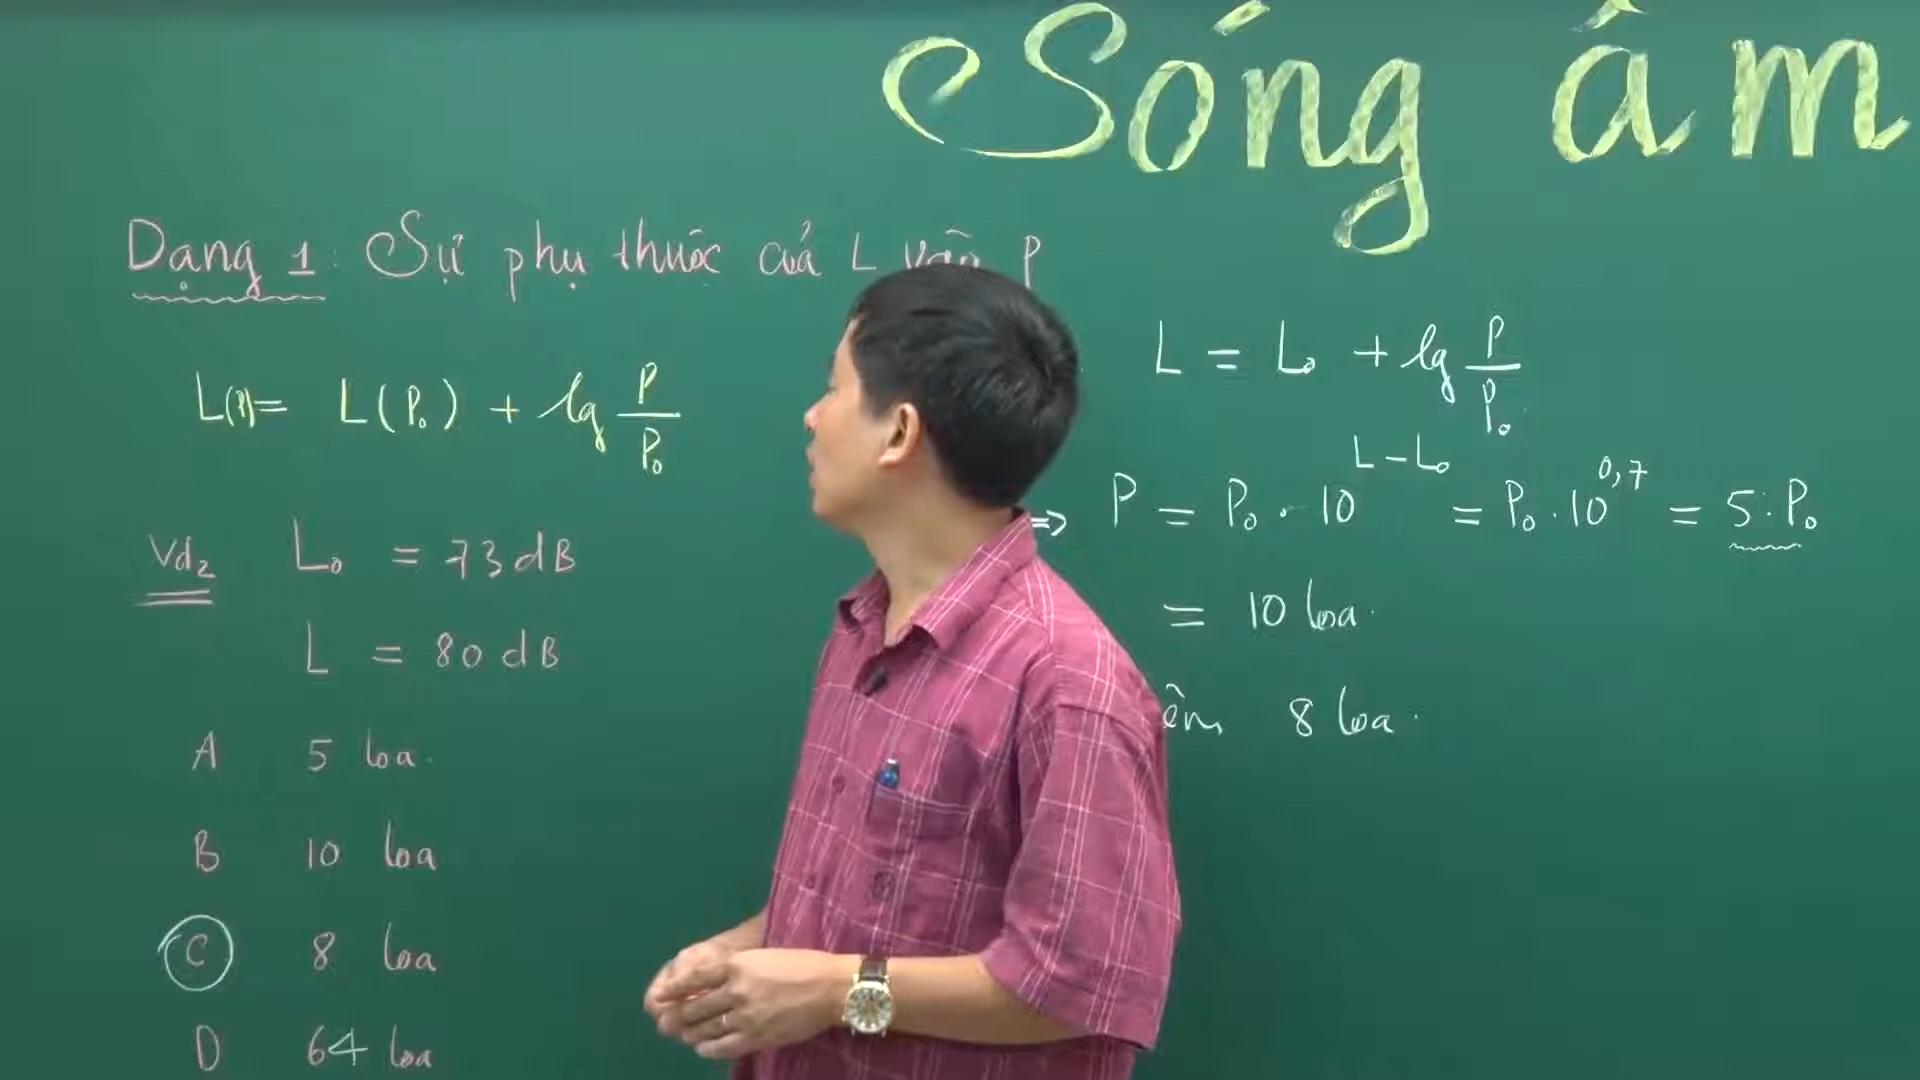 Sóng âm
Dạng 1: Sự phụ thuộc của L vào P
L(P) = L(P₀) + lg P/P₀
Vd₂ L₀ = 73 dB
L = 80 dB
A 5 loa
B 10 loa
C 8 loa
D 64 loa
L = L₀ + lg P/P₀
⇒ P = P₀ . 10^(L-L₀) = P₀ . 10^0,7 = 5.P₀
= 10 loa.
8 loa.